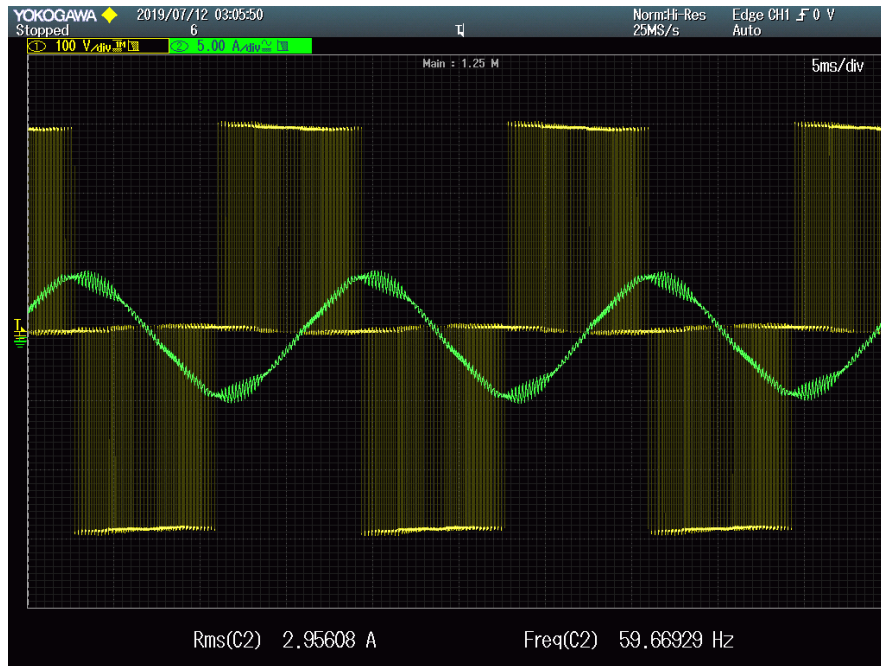 YOKOGAWA 2019/07/12 03:05:50 Norm:Hi-Res Edge CH1 0 V
Stopped 6 25MS/s Auto
1 100 V/div 2 5.00 A/div
Main : 1.25 M 5ms/div
T
Rms(C2) 2.95608 A Freq(C2) 59.66929 Hz